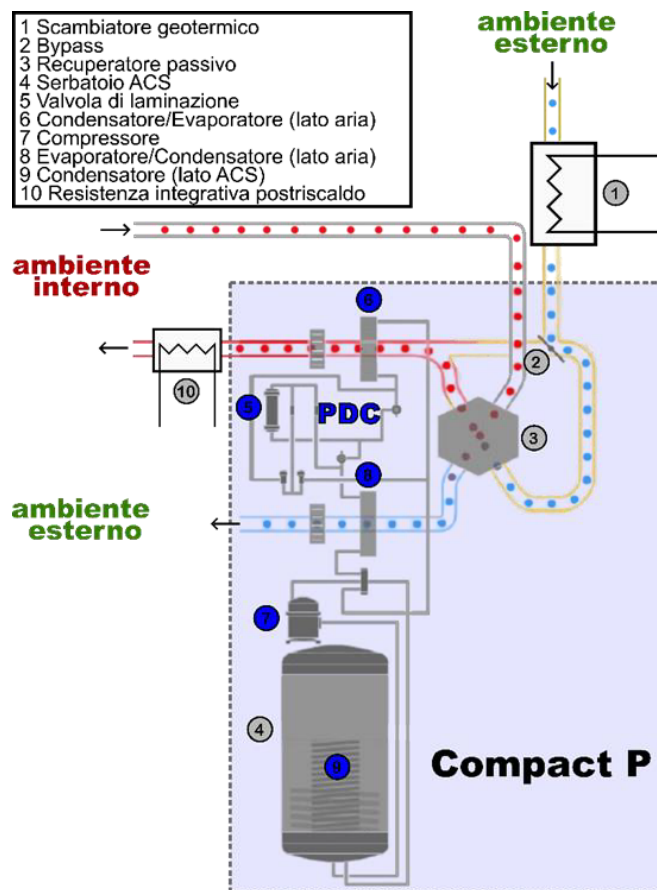 1 Scambiatore geotermico
2 Bypass
3 Recuperatore passivo
4 Serbatoio ACS
5 Valvola di laminazione
6 Condensatore/Evaporatore (lato aria)
7 Compressore
8 Evaporatore/Condensatore (lato aria)
9 Condensatore (lato ACS)
10 Resistenza integrativa postriscaldo
ambiente
esterno
1
ambiente
interno
6
2
10
5
PDC
3
8
ambiente
esterno
7
4
9
Compact P